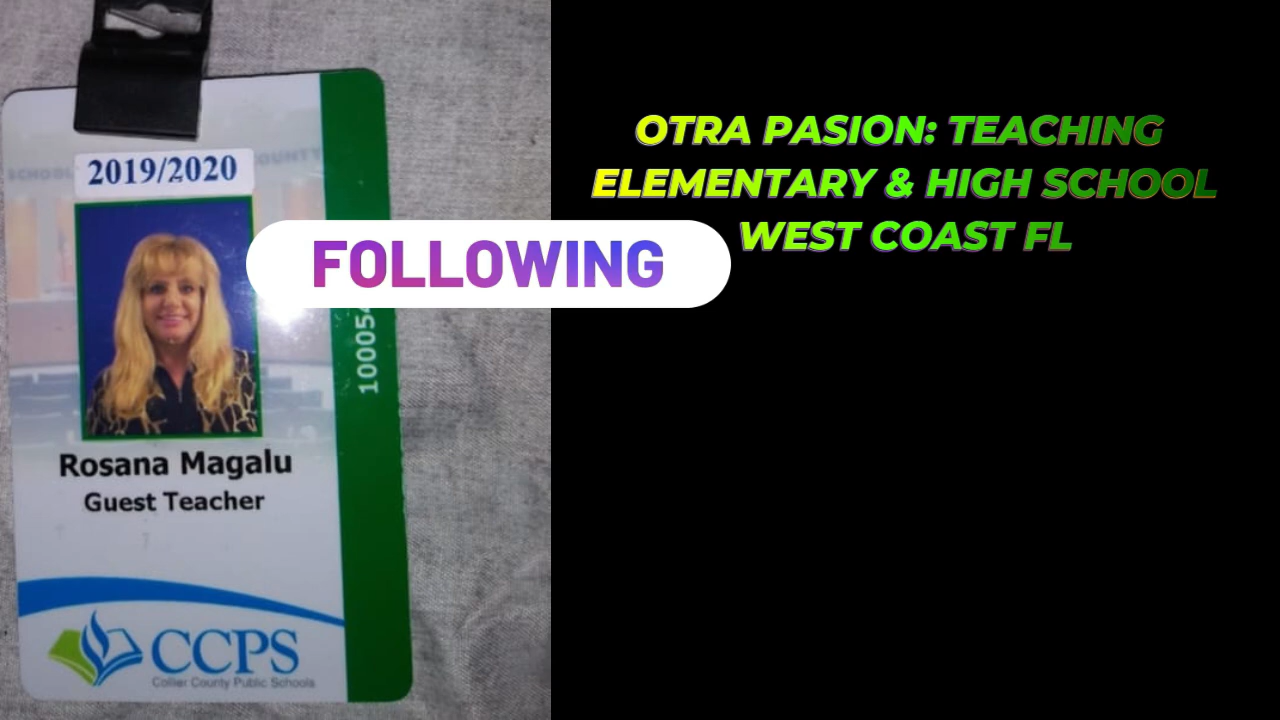 2019/2020
FOLLOWING
10005
Rosana Magalu
Guest Teacher
CCPS
Collier County Public Schools
OTRA PASION: TEACHING
ELEMENTARY & HIGH SCHOOL
WEST COAST FL